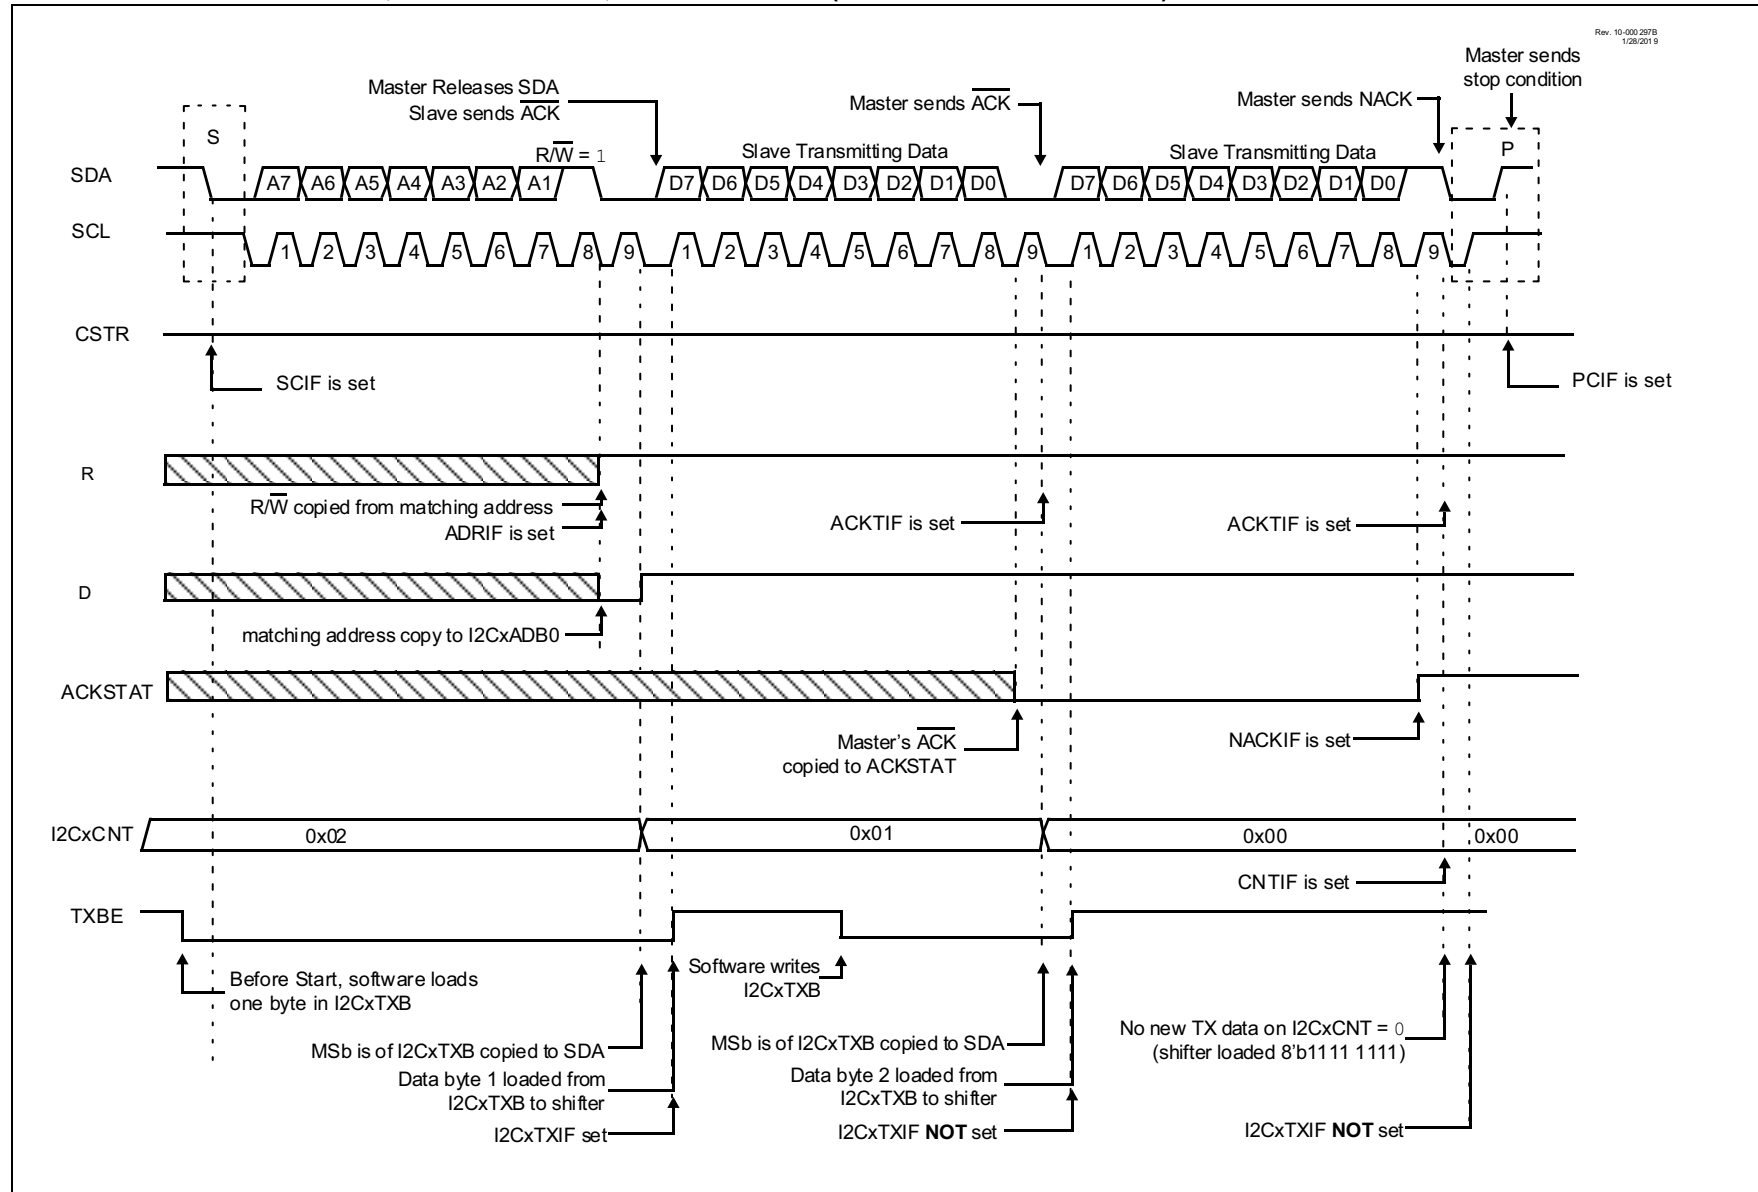 Rev. 10-000 297B
1/28/201 9
Master sends
stop condition
Master Releases SDA
Slave sends ACK
Master sends ACK
Master sends NACK
S
R/W = 1
Slave Transmitting Data
Slave Transmitting Data
P
SDA
A7 A6 A5 A4 A3 A2 A1 D7 D6 D5 D4 D3 D2 D1 D0 D7 D6 D5 D4 D3 D2 D1 D0
SCL
1 2 3 4 5 6 7 8 9 1 2 3 4 5 6 7 8 9 1 2 3 4 5 6 7 8 9
CSTR
SCIF is set
PCIF is set
R
R/W copied from matching address
ADRIF is set
ACKTIF is set
ACKTIF is set
D
matching address copy to I2CxADB0
ACKSTAT
Master's ACK
copied to ACKSTAT
NACKIF is set
I2CxCNT
0x02 0x01 0x00 0x00
CNTIF is set
TXBE
Before Start, software loads
one byte in I2CxTXB
Software writes
I2CxTXB
MSb is of I2CxTXB copied to SDA
Data byte 1 loaded from
I2CxTXB to shifter
I2CxTXIF set
MSb is of I2CxTXB copied to SDA
Data byte 2 loaded from
I2CxTXB to shifter
I2CxTXIF NOT set
No new TX data on I2CxCNT = 0
(shifter loaded 8'b1111 1111)
I2CxTXIF NOT set